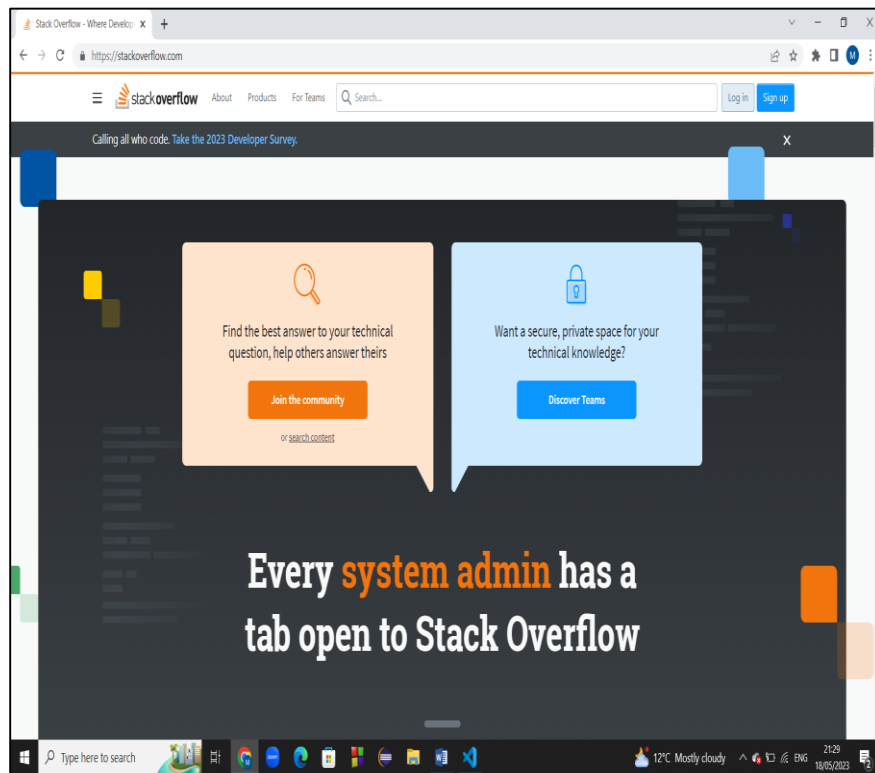 Stack Overflow - Where Develop
https://stackoverflow.com
M
stackoverflow About Products For Teams Search... Log in Sign up
Calling all who code. Take the 2023 Developer Survey.
Find the best answer to your technical
question, help others answer theirs
Join the community
or search content
Want a secure, private space for your
technical knowledge?
Discover Teams
Every system admin has a
tab open to Stack Overflow
Type here to search
12°C Mostly cloudy
ENG
21:29
18/05/2023
2